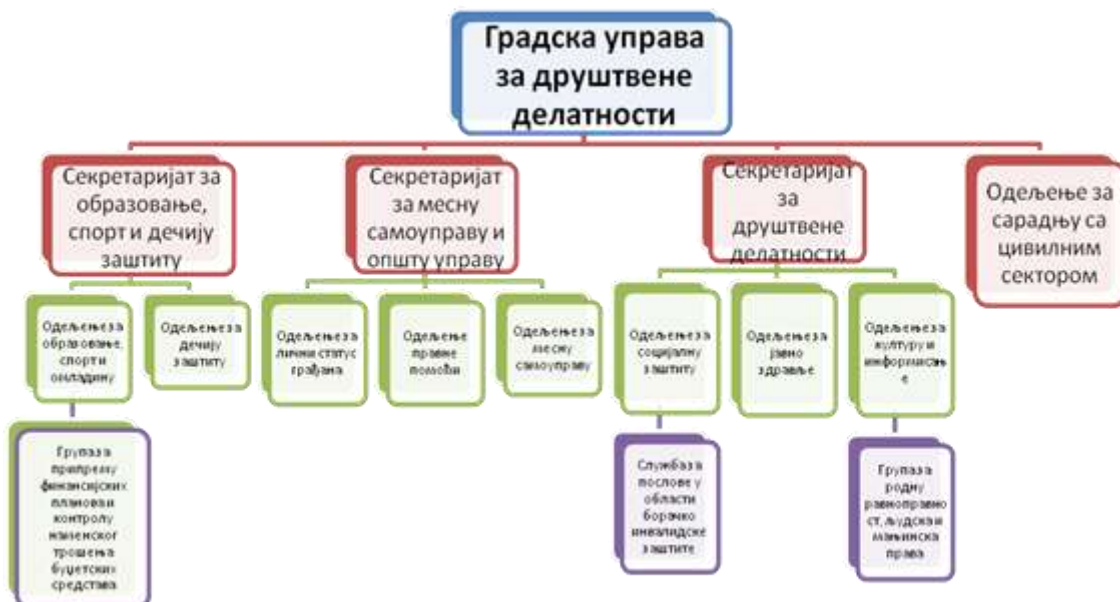 Градска управа
за друштвене
делатности
Секретаријат за
образовање,
спорт и дечију
заштиту
Секретаријат
за месну
самоуправу и
општу управу
Секретаријат
за
друштвене
делатности
Одељење за
сарадњу са
цивилним
сектором
Одељење за
образовање,
спорт и
омладину
Одељење за
дечију
заштиту
Одељење за
лични статус
грађана
Одељење
правне
помоћи
Одељење за
месну
самоуправу
Одељење за
социјалну
заштиту
Одељење за
јавно
здравље
Одељење за
културу и
информисањ
е
Група за
припрему
финансијских
планова и
контролу
наменског
трошења
буџетских
средстава
Служба за
послове у
области
борачко
инвалидске
заштите
Група за
родну
равноправно
ст, људска и
мањинска
права